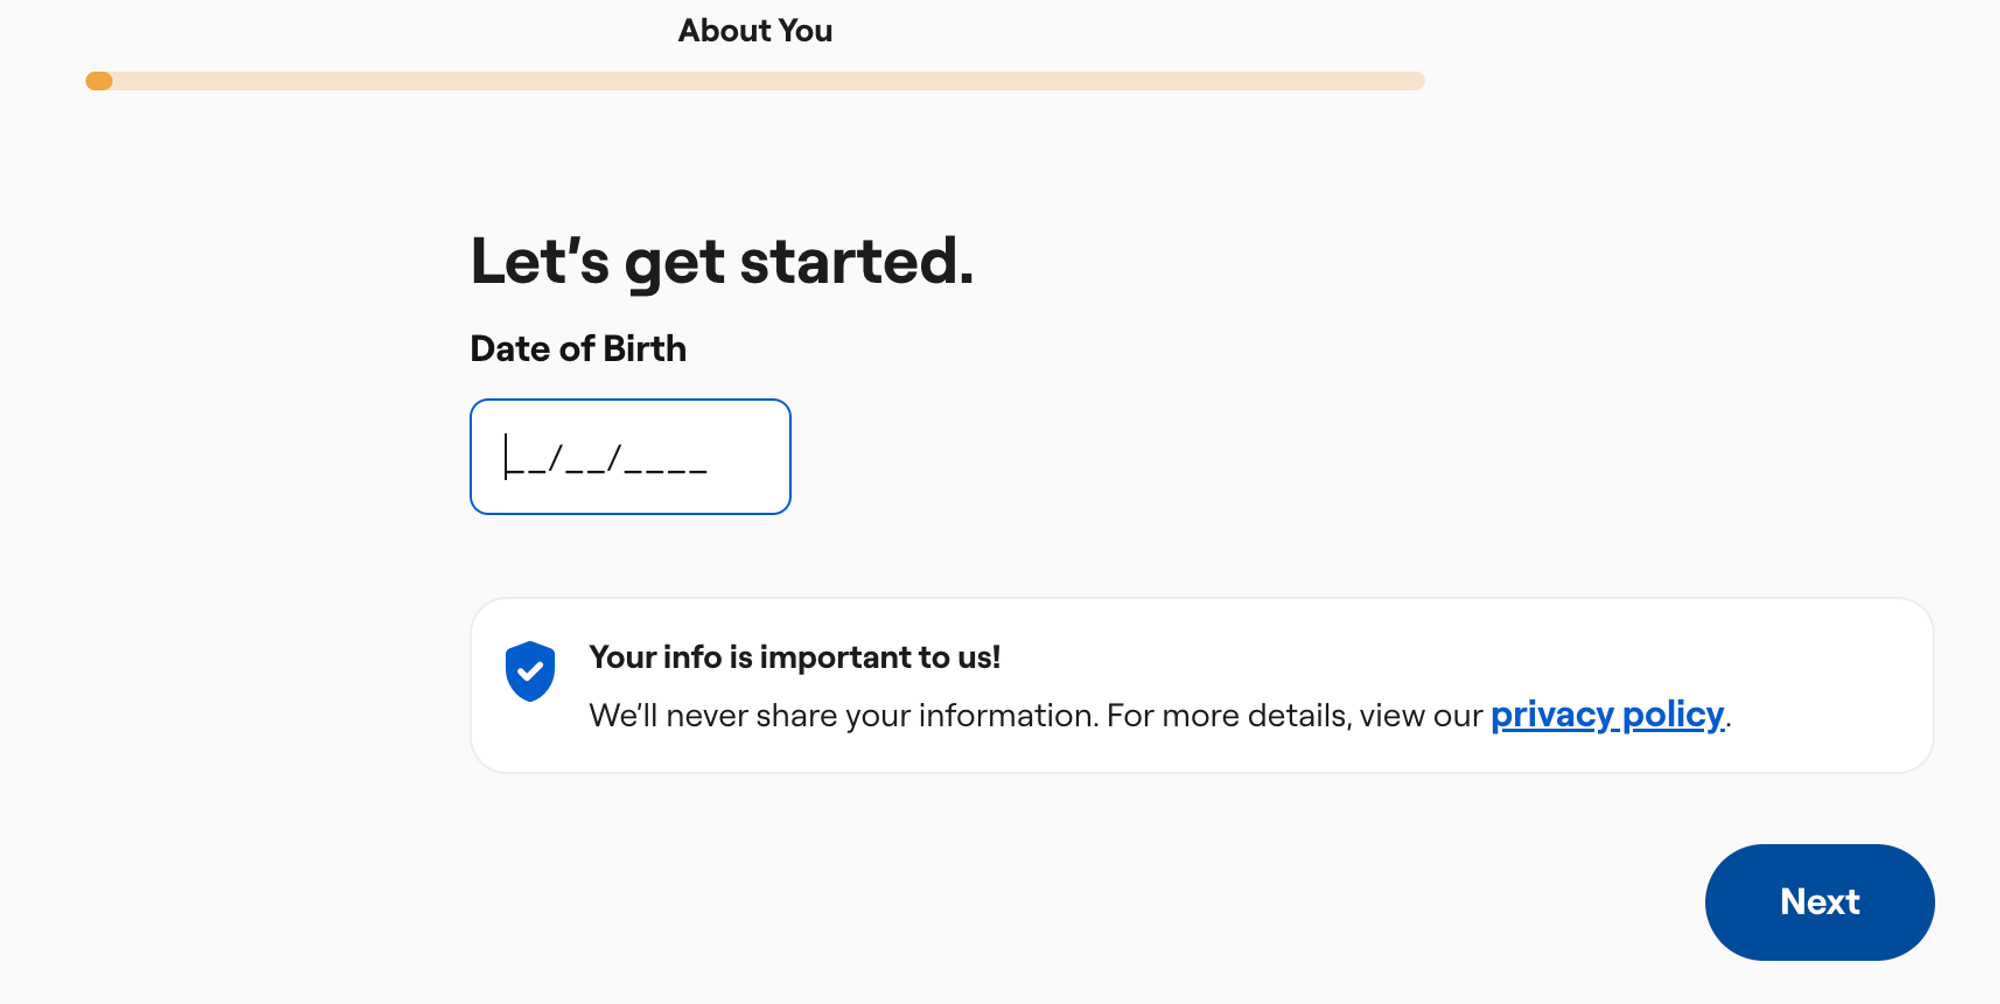 About You
Let’s get started.
Date of Birth
__/__/____
Your info is important to us!
We’ll never share your information. For more details, view our privacy policy.
Next